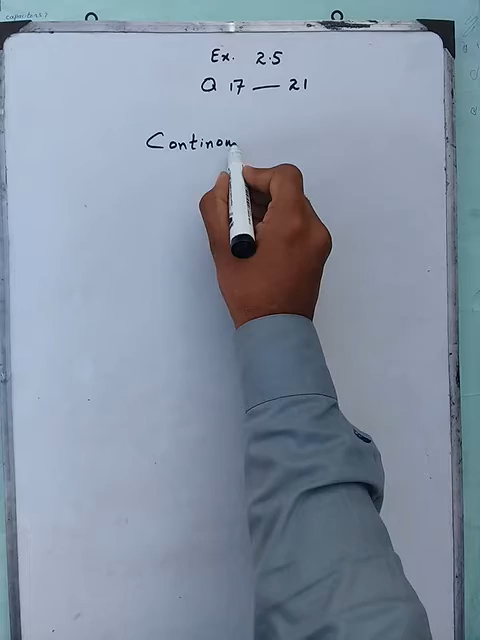 Ex. 2.5
Q 17 — 21
Continou